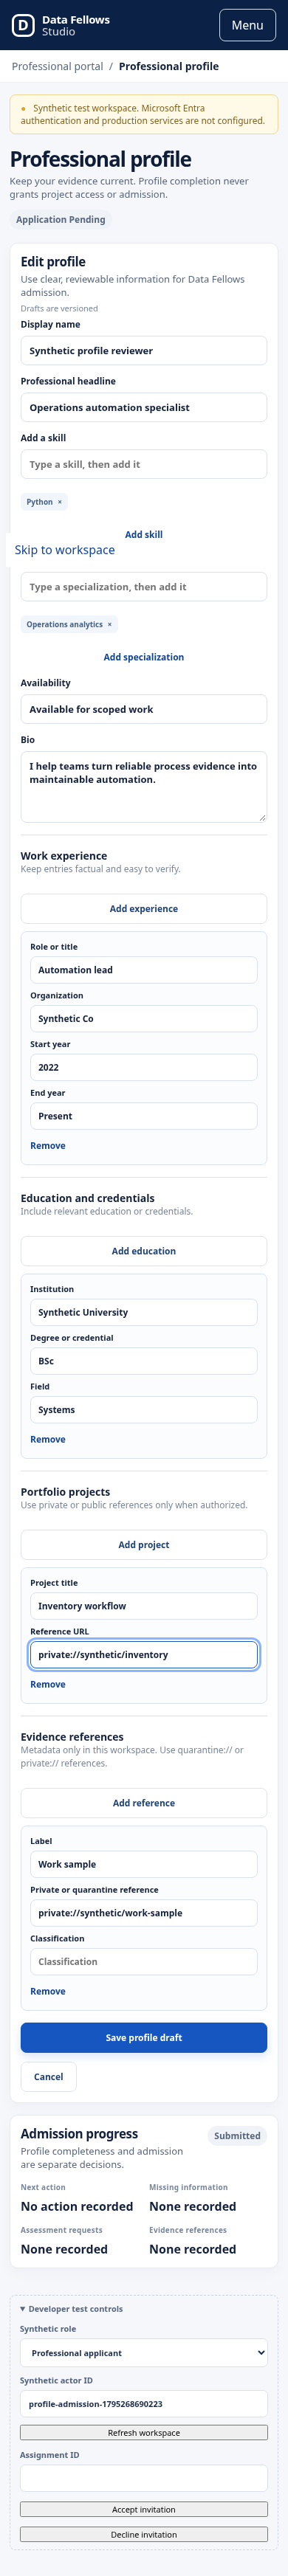 D
Data Fellows
Studio
Menu
Professional portal / Professional profile
Synthetic test workspace. Microsoft Entra
authentication and production services are not configured.
Professional profile
Keep your evidence current. Profile completion never
grants project access or admission.
Application Pending
Edit profile
Use clear, reviewable information for Data Fellows
admission.
Drafts are versioned
Display name
Synthetic profile reviewer
Professional headline
Operations automation specialist
Add a skill
Type a skill, then add it
Python ×
Add skill
Skip to workspace
Type a specialization, then add it
Operations analytics ×
Add specialization
Availability
Available for scoped work
Bio
I help teams turn reliable process evidence into
maintainable automation.
Work experience
Keep entries factual and easy to verify.
Add experience
Role or title
Automation lead
Organization
Synthetic Co
Start year
2022
End year
Present
Remove
Education and credentials
Include relevant education or credentials.
Add education
Institution
Synthetic University
Degree or credential
BSc
Field
Systems
Remove
Portfolio projects
Use private or public references only when authorized.
Add project
Project title
Inventory workflow
Reference URL
private://synthetic/inventory
Remove
Evidence references
Metadata only in this workspace. Use quarantine:// or
private:// references.
Add reference
Label
Work sample
Private or quarantine reference
private://synthetic/work-sample
Classification
Classification
Remove
Save profile draft
Cancel
Admission progress
Submitted
Profile completeness and admission
are separate decisions.
Next action
Missing information
No action recorded
None recorded
Assessment requests
Evidence references
None recorded
None recorded
▼ Developer test controls
Synthetic role
Professional applicant
Synthetic actor ID
profile-admission-1795268690223
Refresh workspace
Assignment ID
Accept invitation
Decline invitation